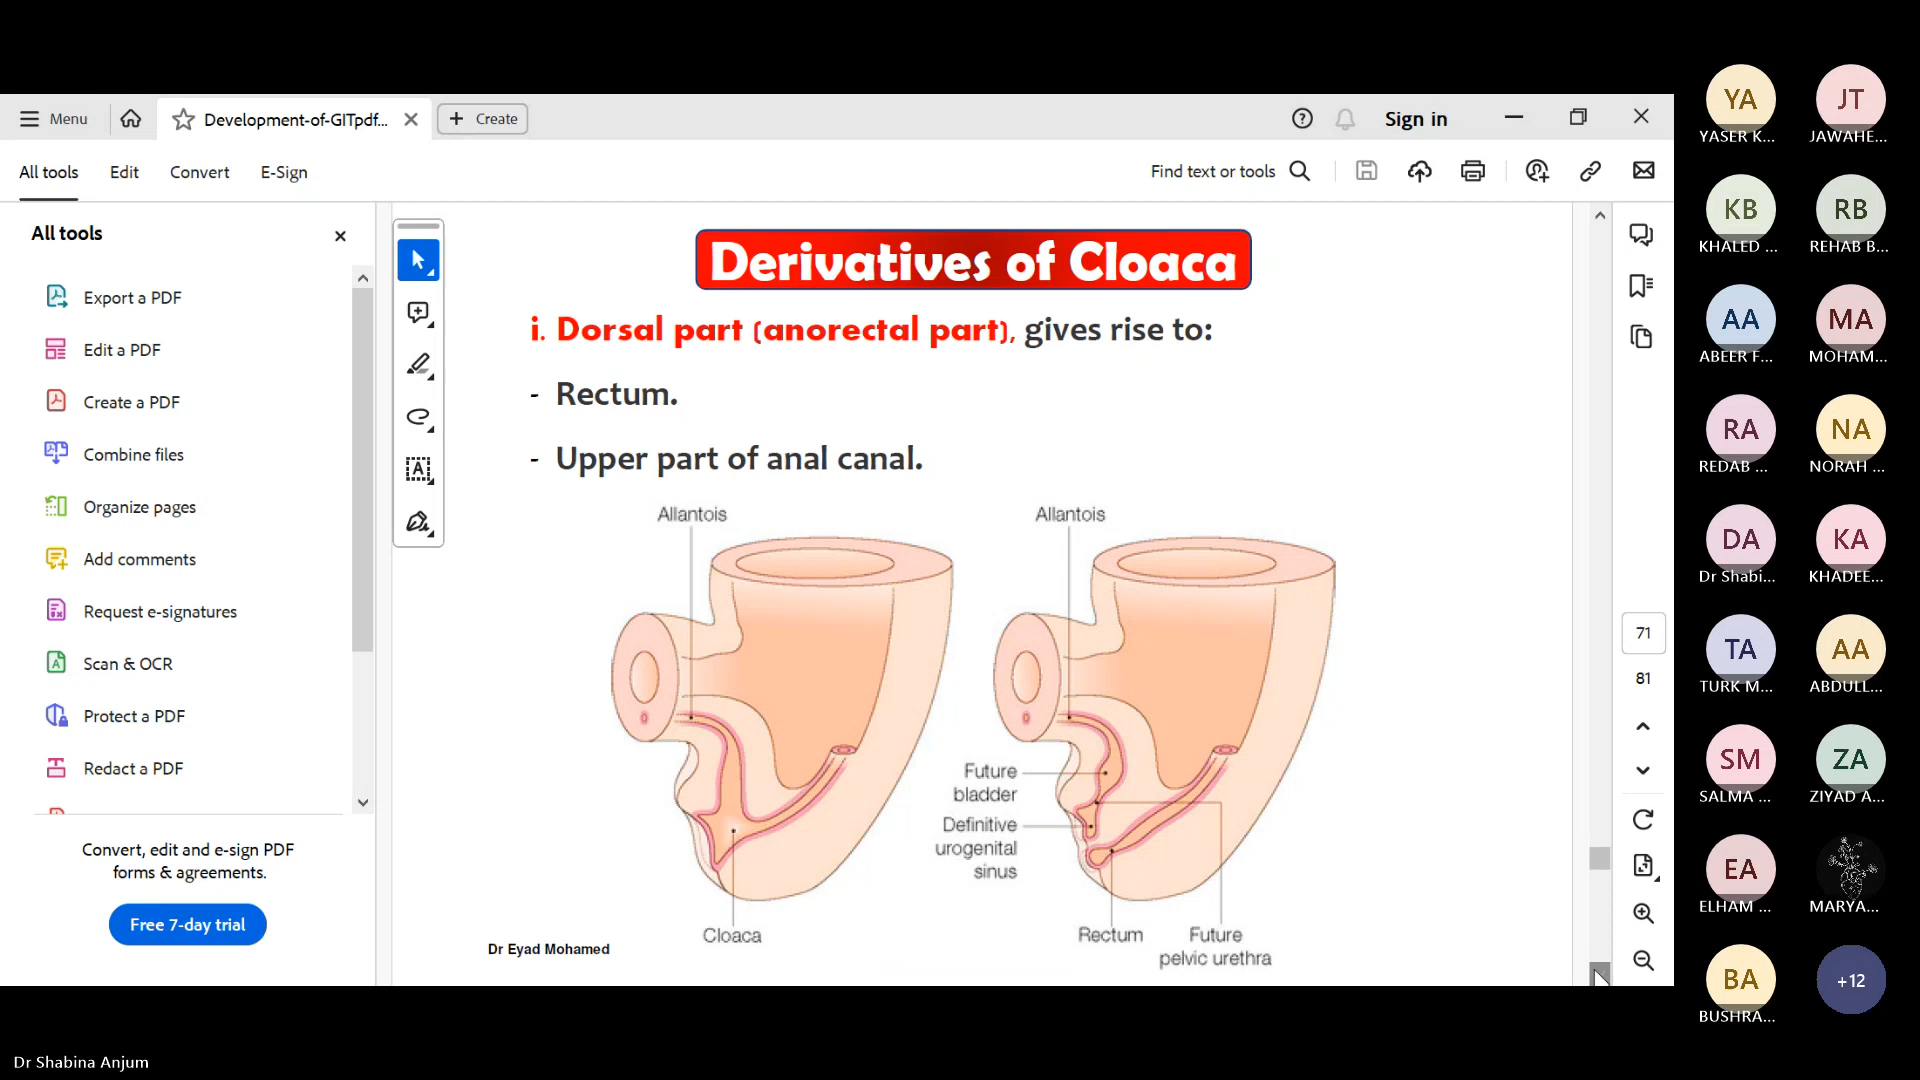 Menu
Development-of-GITpdf...
Create
Sign in
All tools
Edit
Convert
E-Sign
Find text or tools
All tools
Export a PDF
Edit a PDF
Create a PDF
Combine files
Organize pages
Add comments
Request e-signatures
Scan & OCR
Protect a PDF
Redact a PDF
Convert, edit and e-sign PDF
forms & agreements.
Free 7-day trial
Derivatives of Cloaca
i. Dorsal part (anorectal part), gives rise to:
- Rectum.
- Upper part of anal canal.
Allantois
Cloaca
Allantois
Future
bladder
Definitive
urogenital
sinus
Rectum
Future
pelvic urethra
Dr Eyad Mohamed
71
81
YA
YASER K...
JT
JAWAHE...
KB
KHALED ...
RB
REHAB B...
AA
ABEER F...
MA
MOHAM...
RA
REDAB ...
NA
NORAH ...
DA
Dr Shabi...
KA
KHADEE...
TA
TURK M...
AA
ABDULL...
SM
SALMA ...
ZA
ZIYAD A...
EA
ELHAM ...
MARYA...
BA
BUSHRA...
+12
Dr Shabina Anjum